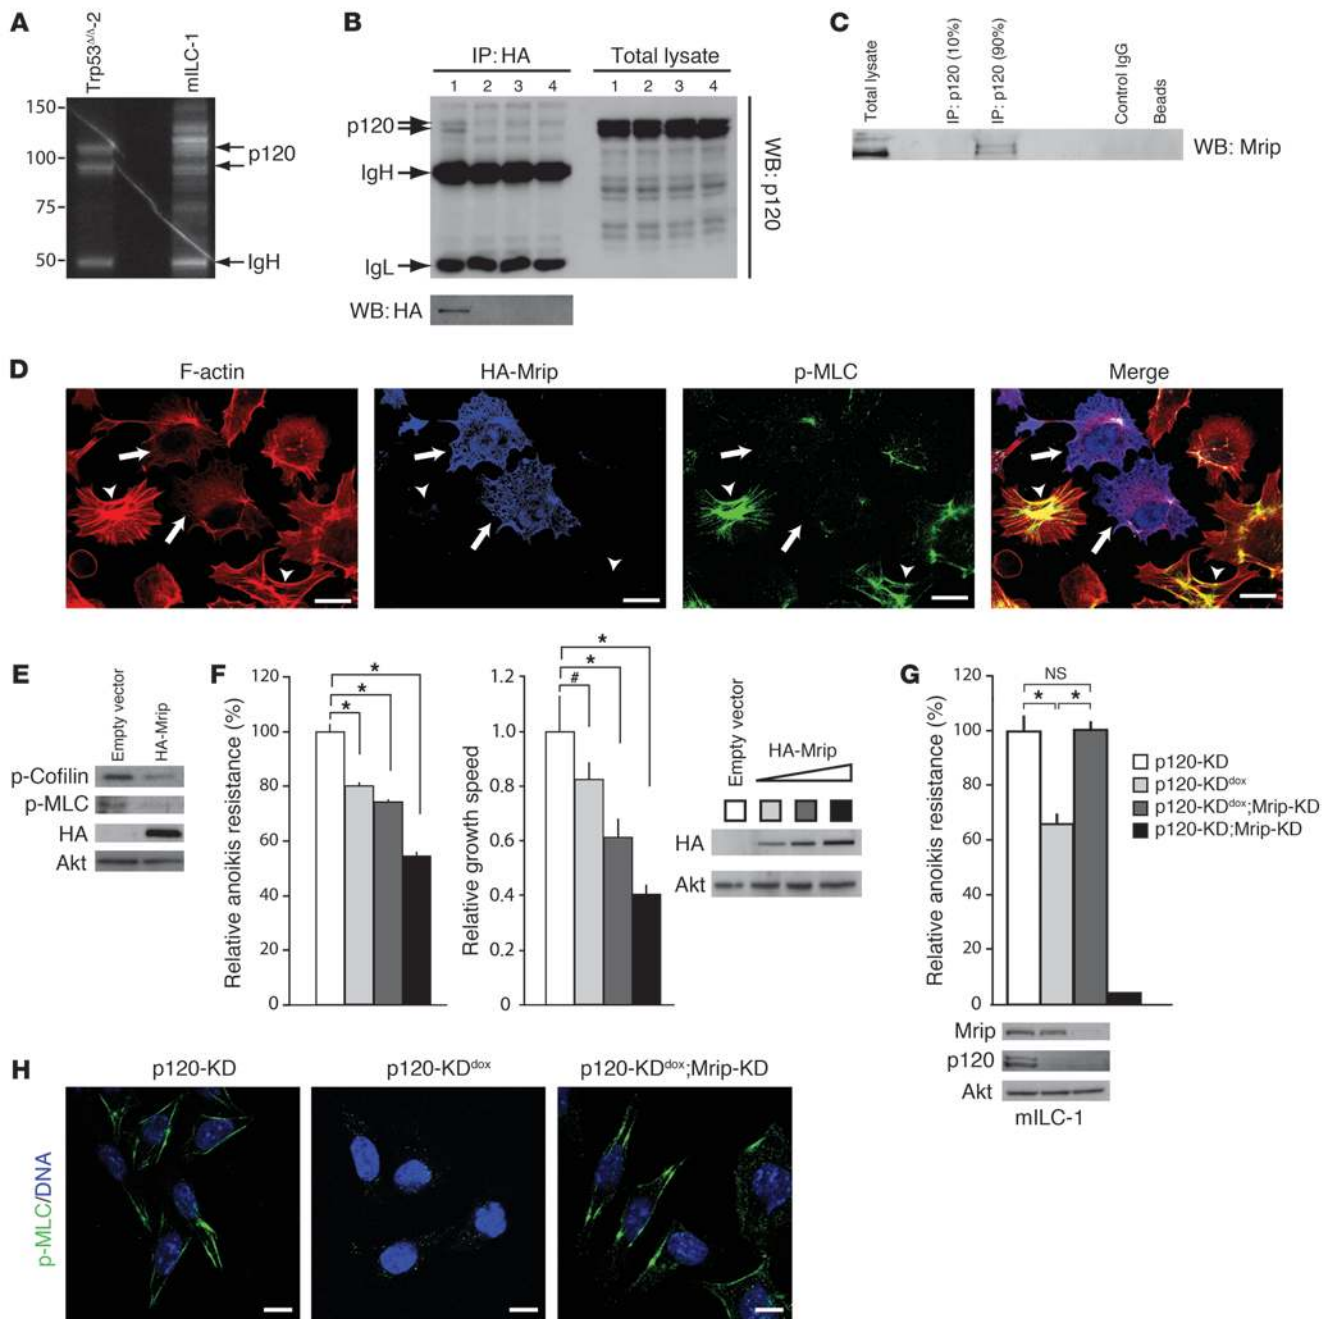 A
Trp53Δ/Δ-2
mILC-1
150
100
75
50
p120
IgH
B
IP: HA
Total lysate
1 2 3 4
1 2 3 4
p120
IgH
IgL
WB: p120
WB: HA
C
Total lysate
IP: p120 (10%)
IP: p120 (90%)
Control IgG
Beads
WB: Mrip
D
F-actin
HA-Mrip
p-MLC
Merge
E
Empty vector
HA-Mrip
p-Cofilin
p-MLC
HA
Akt
F
Relative anoikis resistance (%)
120
100
80
60
40
20
0
*
*
*
Relative growth speed
1.2
1.0
0.8
0.6
0.4
0.2
0
*
*
#
Empty vector
HA-Mrip
HA
Akt
G
Relative anoikis resistance (%)
120
100
80
60
40
20
0
NS
* *
p120-KD
p120-KDdox
p120-KDdox;Mrip-KD
p120-KD;Mrip-KD
Mrip
p120
Akt
mILC-1
H
p120-KD
p120-KDdox
p120-KDdox;Mrip-KD
p-MLC/DNA